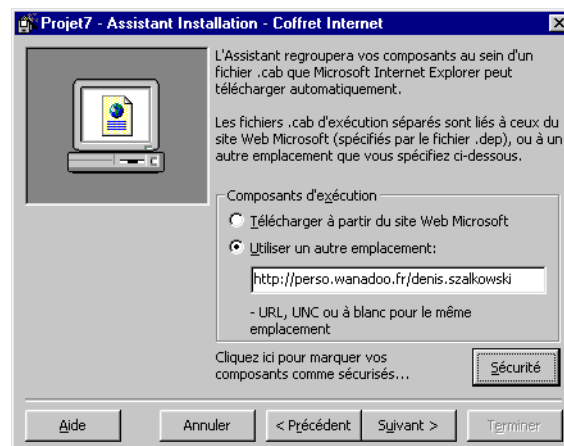 Projet7 - Assistant Installation - Coffret Internet
L'Assistant regroupera vos composants au sein d'un
fichier .cab que Microsoft Internet Explorer peut
télécharger automatiquement.
Les fichiers .cab d'exécution séparés sont liés à ceux du
site Web Microsoft (spécifiés par le fichier .dep), ou à un
autre emplacement que vous spécifiez ci-dessous.
Composants d'exécution
Télécharger à partir du site Web Microsoft
Utiliser un autre emplacement:
http://perso.wanadoo.fr/denis.szalkowski
- URL, UNC ou à blanc pour le même
emplacement
Cliquez ici pour marquer vos
composants comme sécurisés...
Sécurité
Aide
Annuler
< Précédent
Suivant >
Terminer